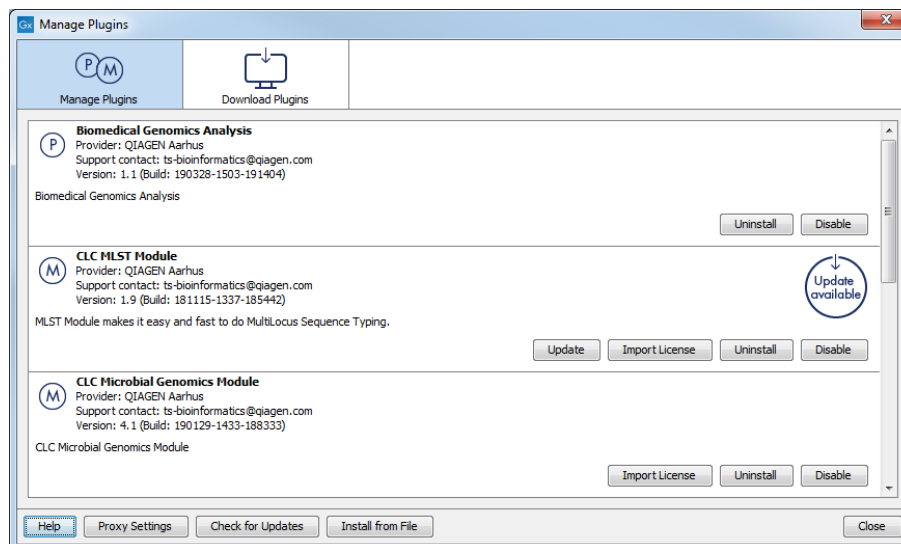 Gx Manage Plugins
P M
Manage Plugins
Download Plugins
P
Biomedical Genomics Analysis
Provider: QIAGEN Aarhus
Support contact: ts-bioinformatics@qiagen.com
Version: 1.1 (Build: 190328-1503-191404)
Biomedical Genomics Analysis
Uninstall
Disable
M
CLC MLST Module
Provider: QIAGEN Aarhus
Support contact: ts-bioinformatics@qiagen.com
Version: 1.9 (Build: 181115-1337-185442)
Update
available
MLST Module makes it easy and fast to do MultiLocus Sequence Typing.
Update
Import License
Uninstall
Disable
M
CLC Microbial Genomics Module
Provider: QIAGEN Aarhus
Support contact: ts-bioinformatics@qiagen.com
Version: 4.1 (Build: 190129-1433-188333)
CLC Microbial Genomics Module
Import License
Uninstall
Disable
Help
Proxy Settings
Check for Updates
Install from File
Close